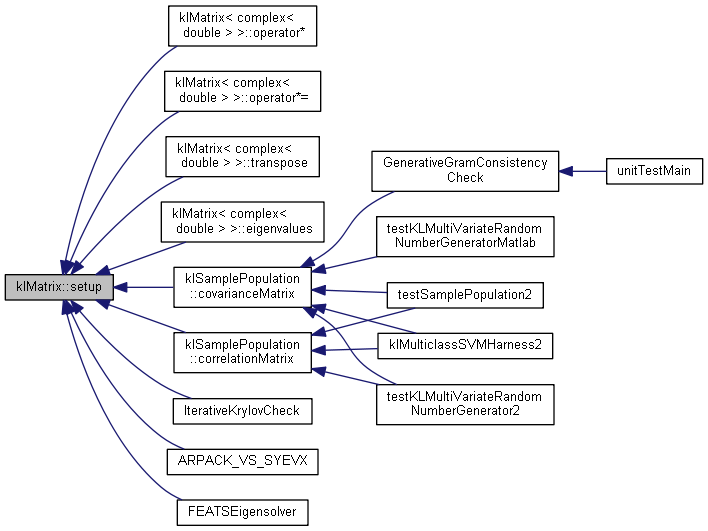 klMatrix< complex<
double > >::operator*
klMatrix< complex<
double > >::operator*=
klMatrix< complex<
double > >::transpose
klMatrix< complex<
double > >::eigenvalues
klMatrix::setup
klSamplePopulation
::covarianceMatrix
klSamplePopulation
::correlationMatrix
IterativeKrylovCheck
ARPACK_VS_SYEVX
FEATSEigensolver
GenerativeGramConsistency
Check
unitTestMain
testKLMultiVariateRandom
NumberGeneratorMatlab
testSamplePopulation2
klMulticlassSVMHarness2
testKLMultiVariateRandom
NumberGenerator2